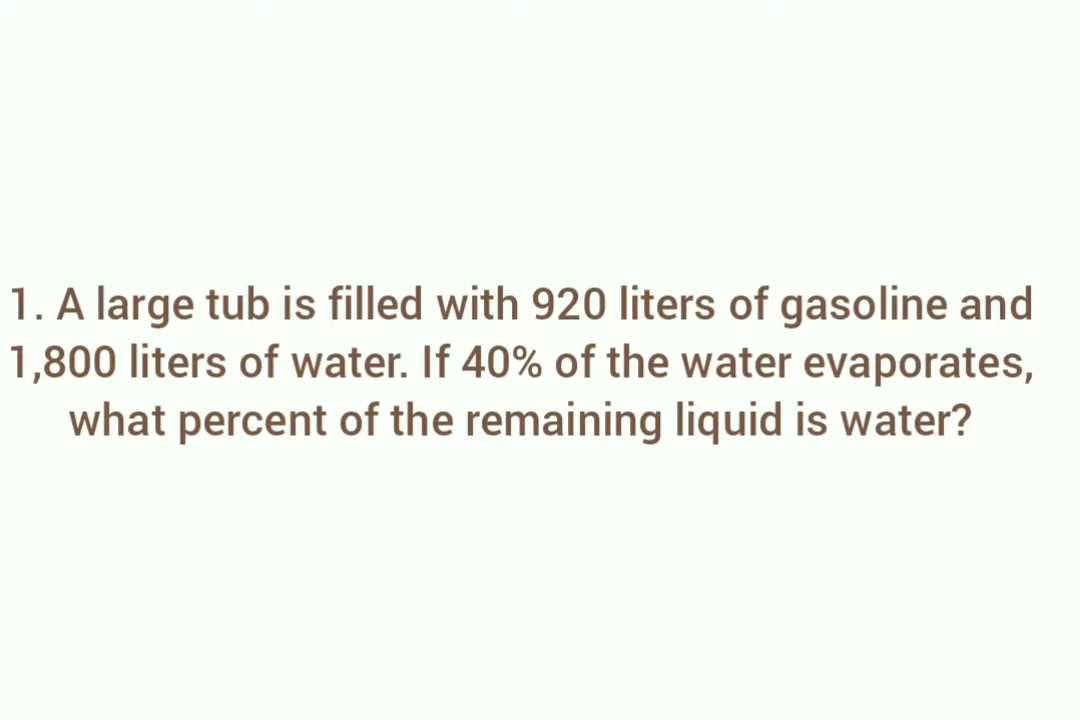 1. A large tub is filled with 920 liters of gasoline and
1,800 liters of water. If 40% of the water evaporates,
what percent of the remaining liquid is water?